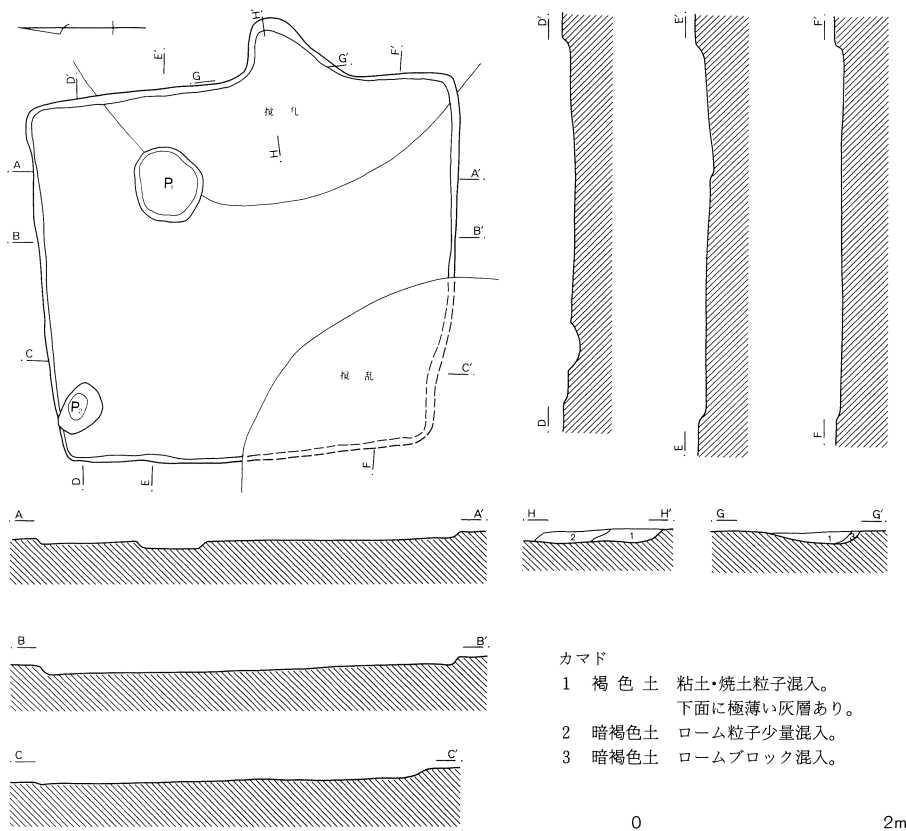 H′
E′
G
G′
F′
D′
攪 乱
H
A
P₁
A′
B
B′
C
攪 乱
C′
P₂
D
E
F
D′
E′
F′
D
E
F
A
A′
H
H′
G
G′
2
1
1
3
B
B′
C
C′
カマド
1 褐 色 土 粘土・焼土粒子混入。
下面に極薄い灰層あり。
2 暗褐色土 ローム粒子少量混入。
3 暗褐色土 ロームブロック混入。
0
2m